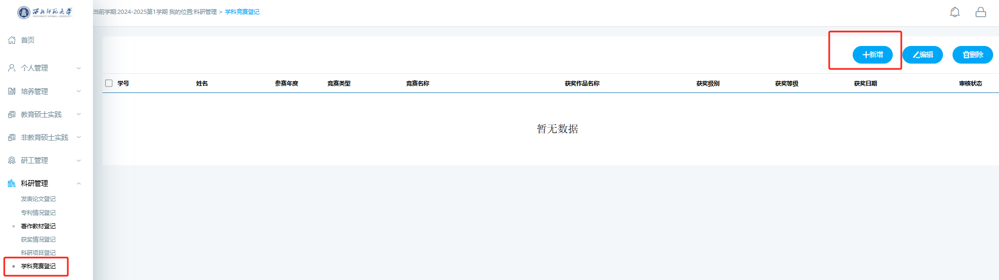 西北师范大学
NORTHWEST NORMAL UNIVERSITY
当前学期:2024-2025第1学期 我的位置:科研管理 > 学科竞赛登记
首页
个人管理
培养管理
教育硕士实践
非教育硕士实践
研工管理
科研管理
发表论文登记
专利情况登记
著作教材登记
获奖情况登记
科研项目登记
学科竞赛登记
新增 编辑 删除
学号 姓名 参赛年度 竞赛类型 竞赛名称 获奖作品名称 获奖级别 获奖等级 获奖日期 审核状态
暂无数据